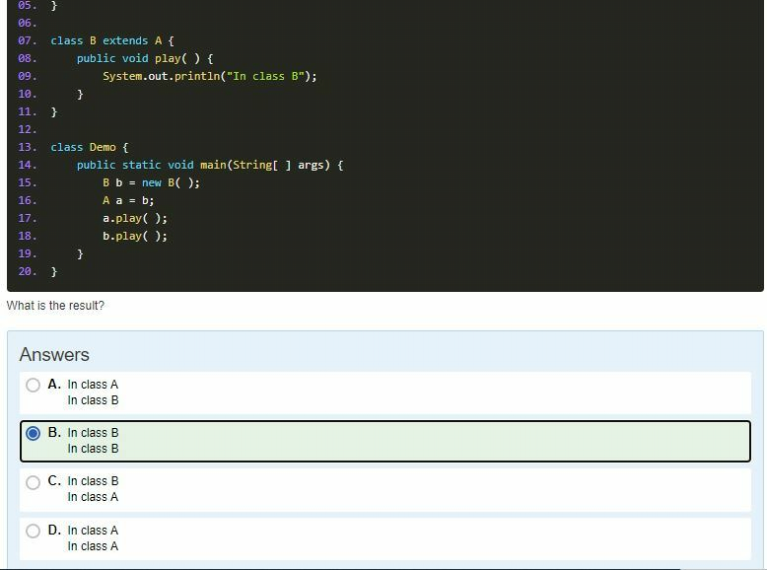 05. }
06.
07. class B extends A {
08.     public void play( ) {
09.         System.out.println("In class B");
10.     }
11. }
12.
13. class Demo {
14.     public static void main(String[ ] args) {
15.         B b = new B( );
16.         A a = b;
17.         a.play( );
18.         b.play( );
19.     }
20. }
What is the result?
Answers
A. In class A
In class B
B. In class B
In class B
C. In class B
In class A
D. In class A
In class A